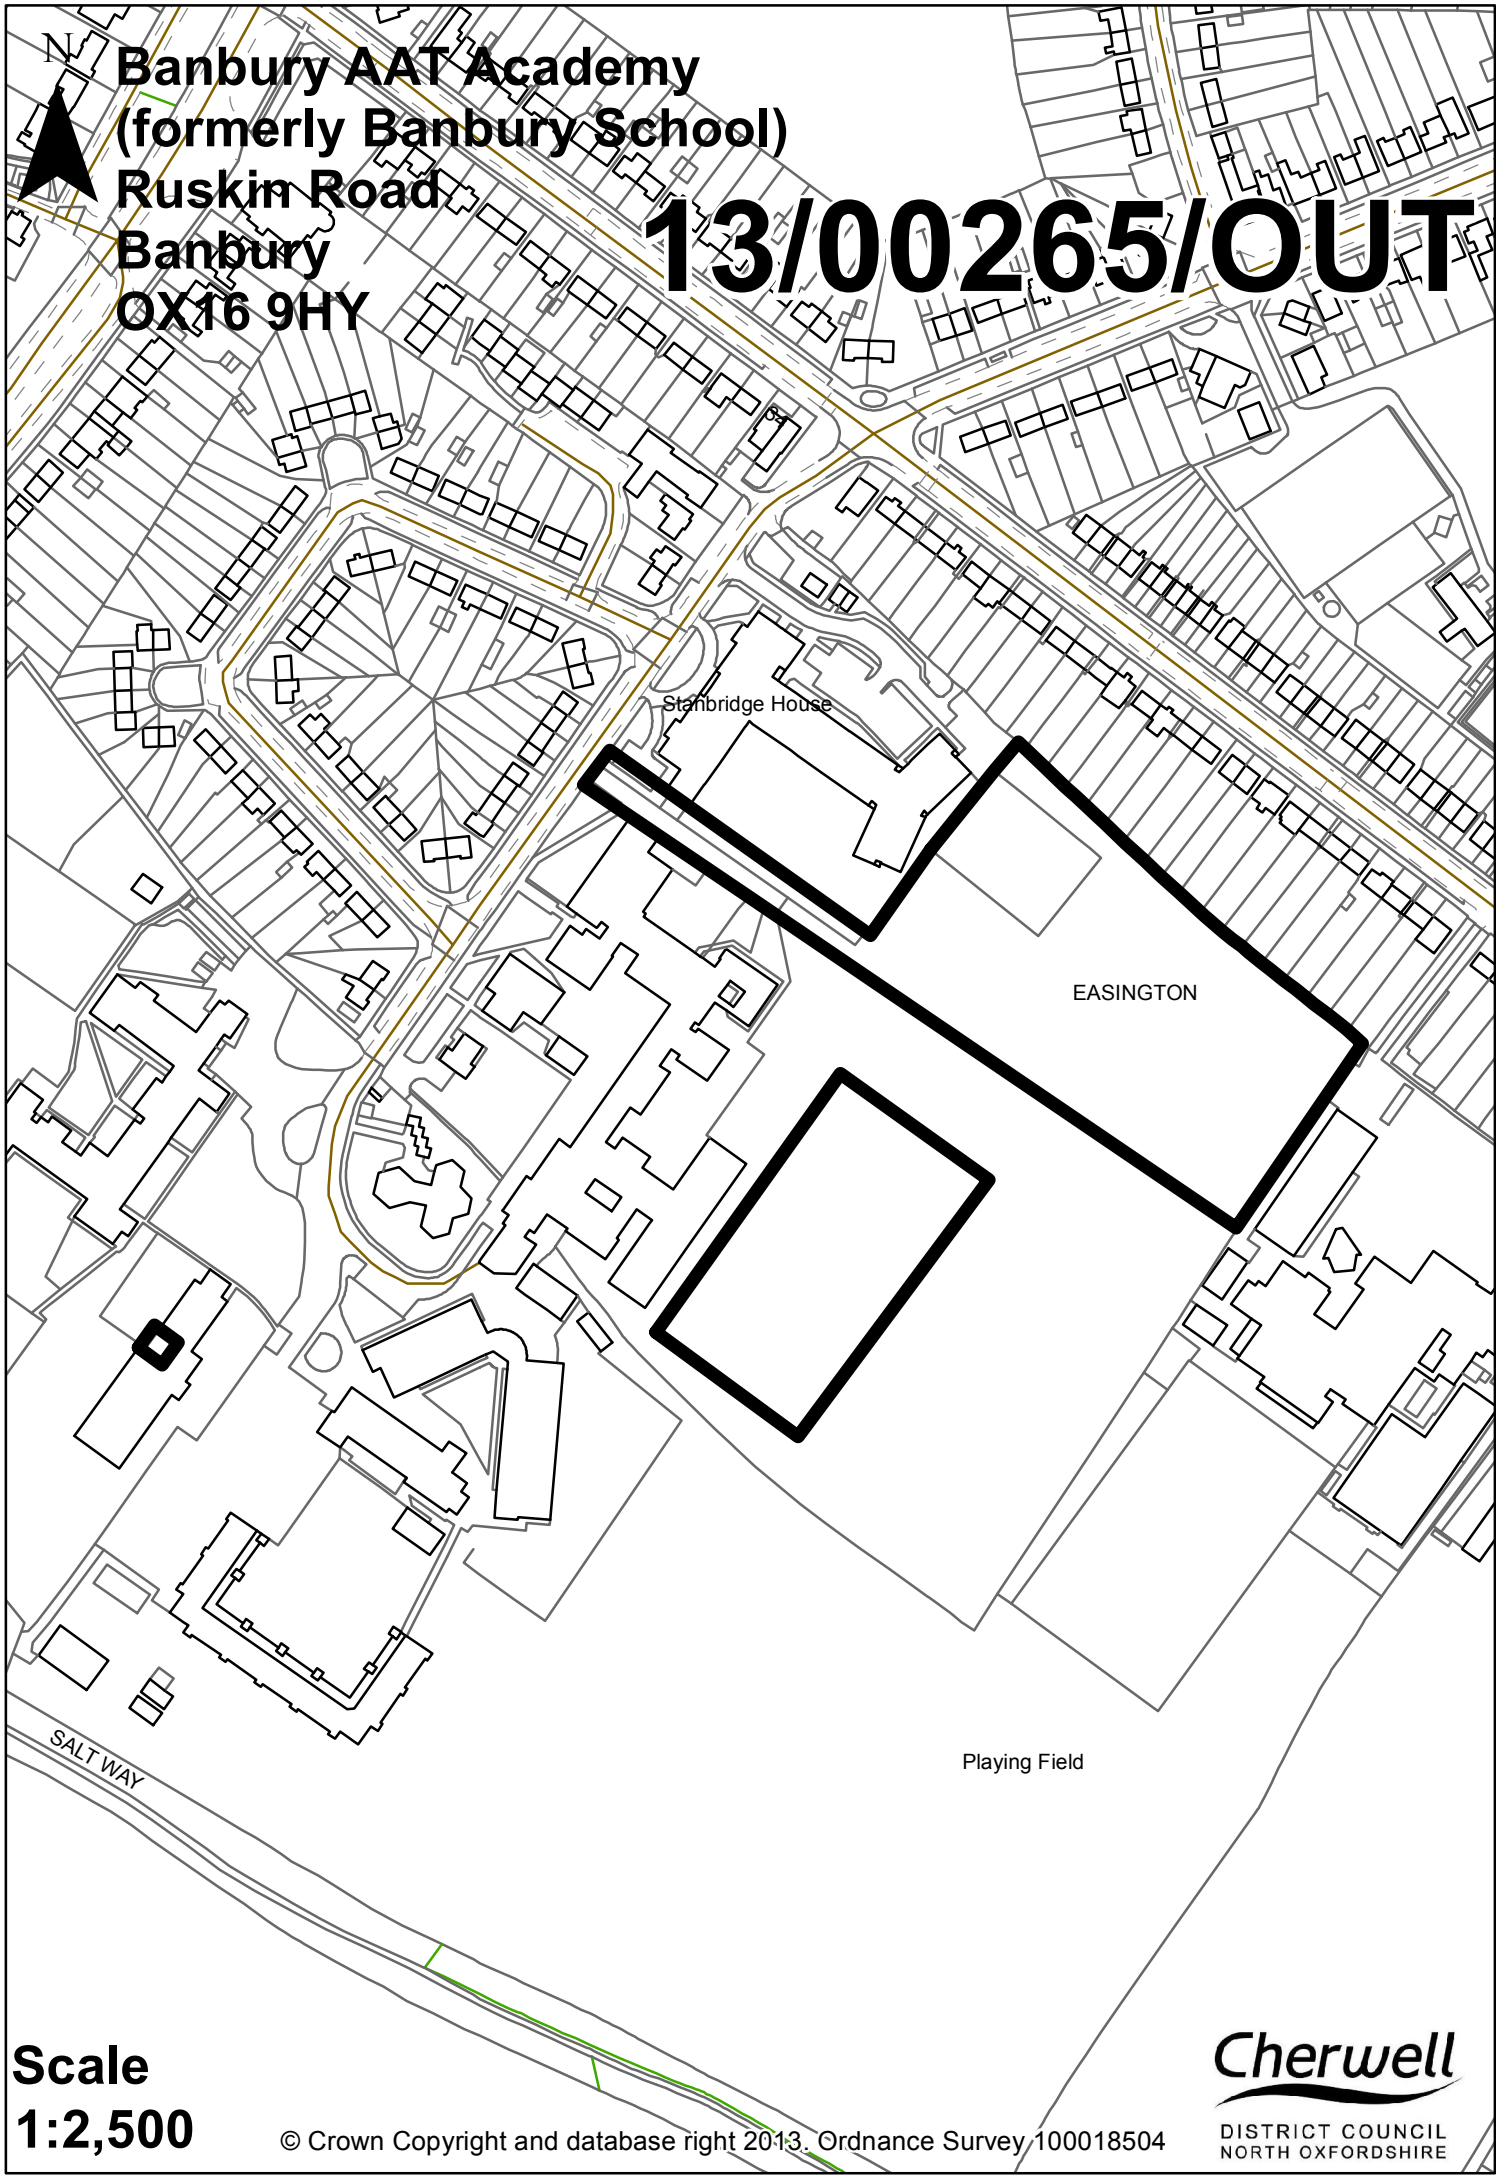 N
Banbury AAT Academy
(formerly Banbury School)
Ruskin Road
Banbury
OX16 9HY
13/00265/OUT
64
Stanbridge House
EASINGTON
SALT WAY
Playing Field
Scale
1:2,500
© Crown Copyright and database right 2013. Ordnance Survey 100018504
Cherwell
DISTRICT COUNCIL
NORTH OXFORDSHIRE